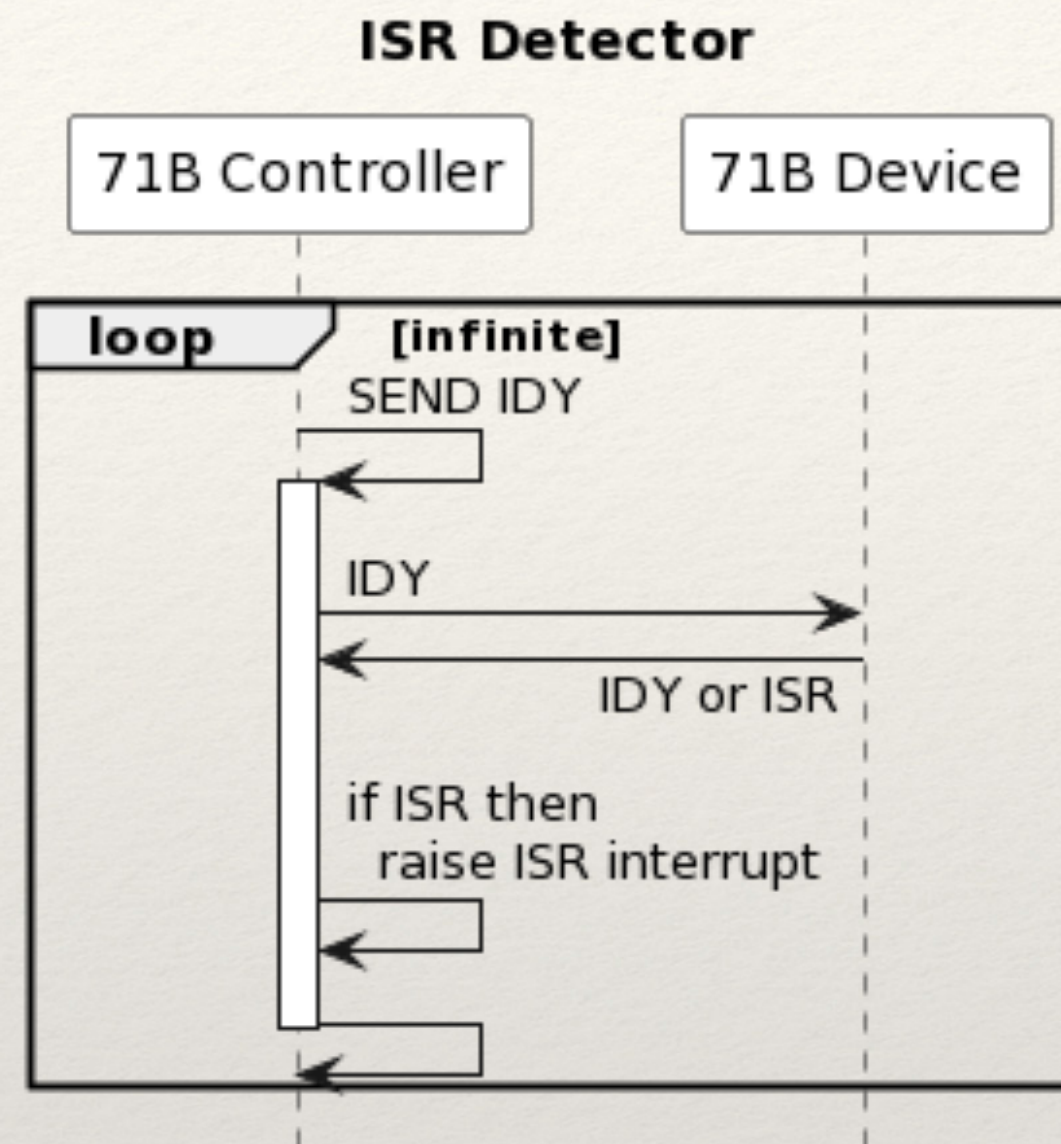 ISR Detector
71B Controller
71B Device
loop
[infinite]
SEND IDY
IDY
IDY or ISR
if ISR then
raise ISR interrupt